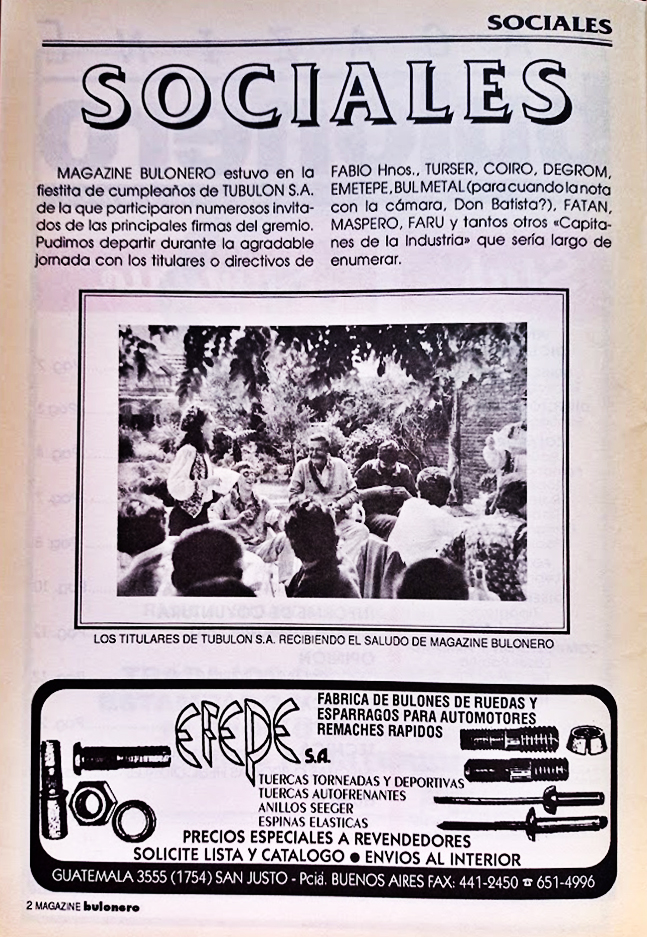 SOCIALES
SOCIALES
MAGAZINE BULONERO estuvo en la
fiestita de cumpleaños de TUBULON S.A.
de la que participaron numerosos invita-
dos de las principales firmas del gremio.
Pudimos departir durante la agradable
jornada con los titulares o directivos de
FABIO Hnos., TURSER, COIRO, DEGROM,
EMETEPE, BULMETAL (para cuando la nota
con la cámara, Don Batista?), FATAN,
MASPERO, FARU y tantos otros «Capita-
nes de la Industria» que sería largo de
enumerar.
LOS TITULARES DE TUBULON S.A. RECIBIENDO EL SALUDO DE MAGAZINE BULONERO
EFEPE S.A.
FABRICA DE BULONES DE RUEDAS Y
ESPARRAGOS PARA AUTOMOTORES
REMACHES RAPIDOS
TUERCAS TORNEADAS Y DEPORTIVAS
TUERCAS AUTOFRENANTES
ANILLOS SEEGER
ESPINAS ELASTICAS
PRECIOS ESPECIALES A REVENDEDORES
SOLICITE LISTA Y CATALOGO ● ENVIOS AL INTERIOR
GUATEMALA 3555 (1754) SAN JUSTO - Pciá. BUENOS AIRES FAX: 441-2450 ☎ 651-4996
2 MAGAZINE bulonero